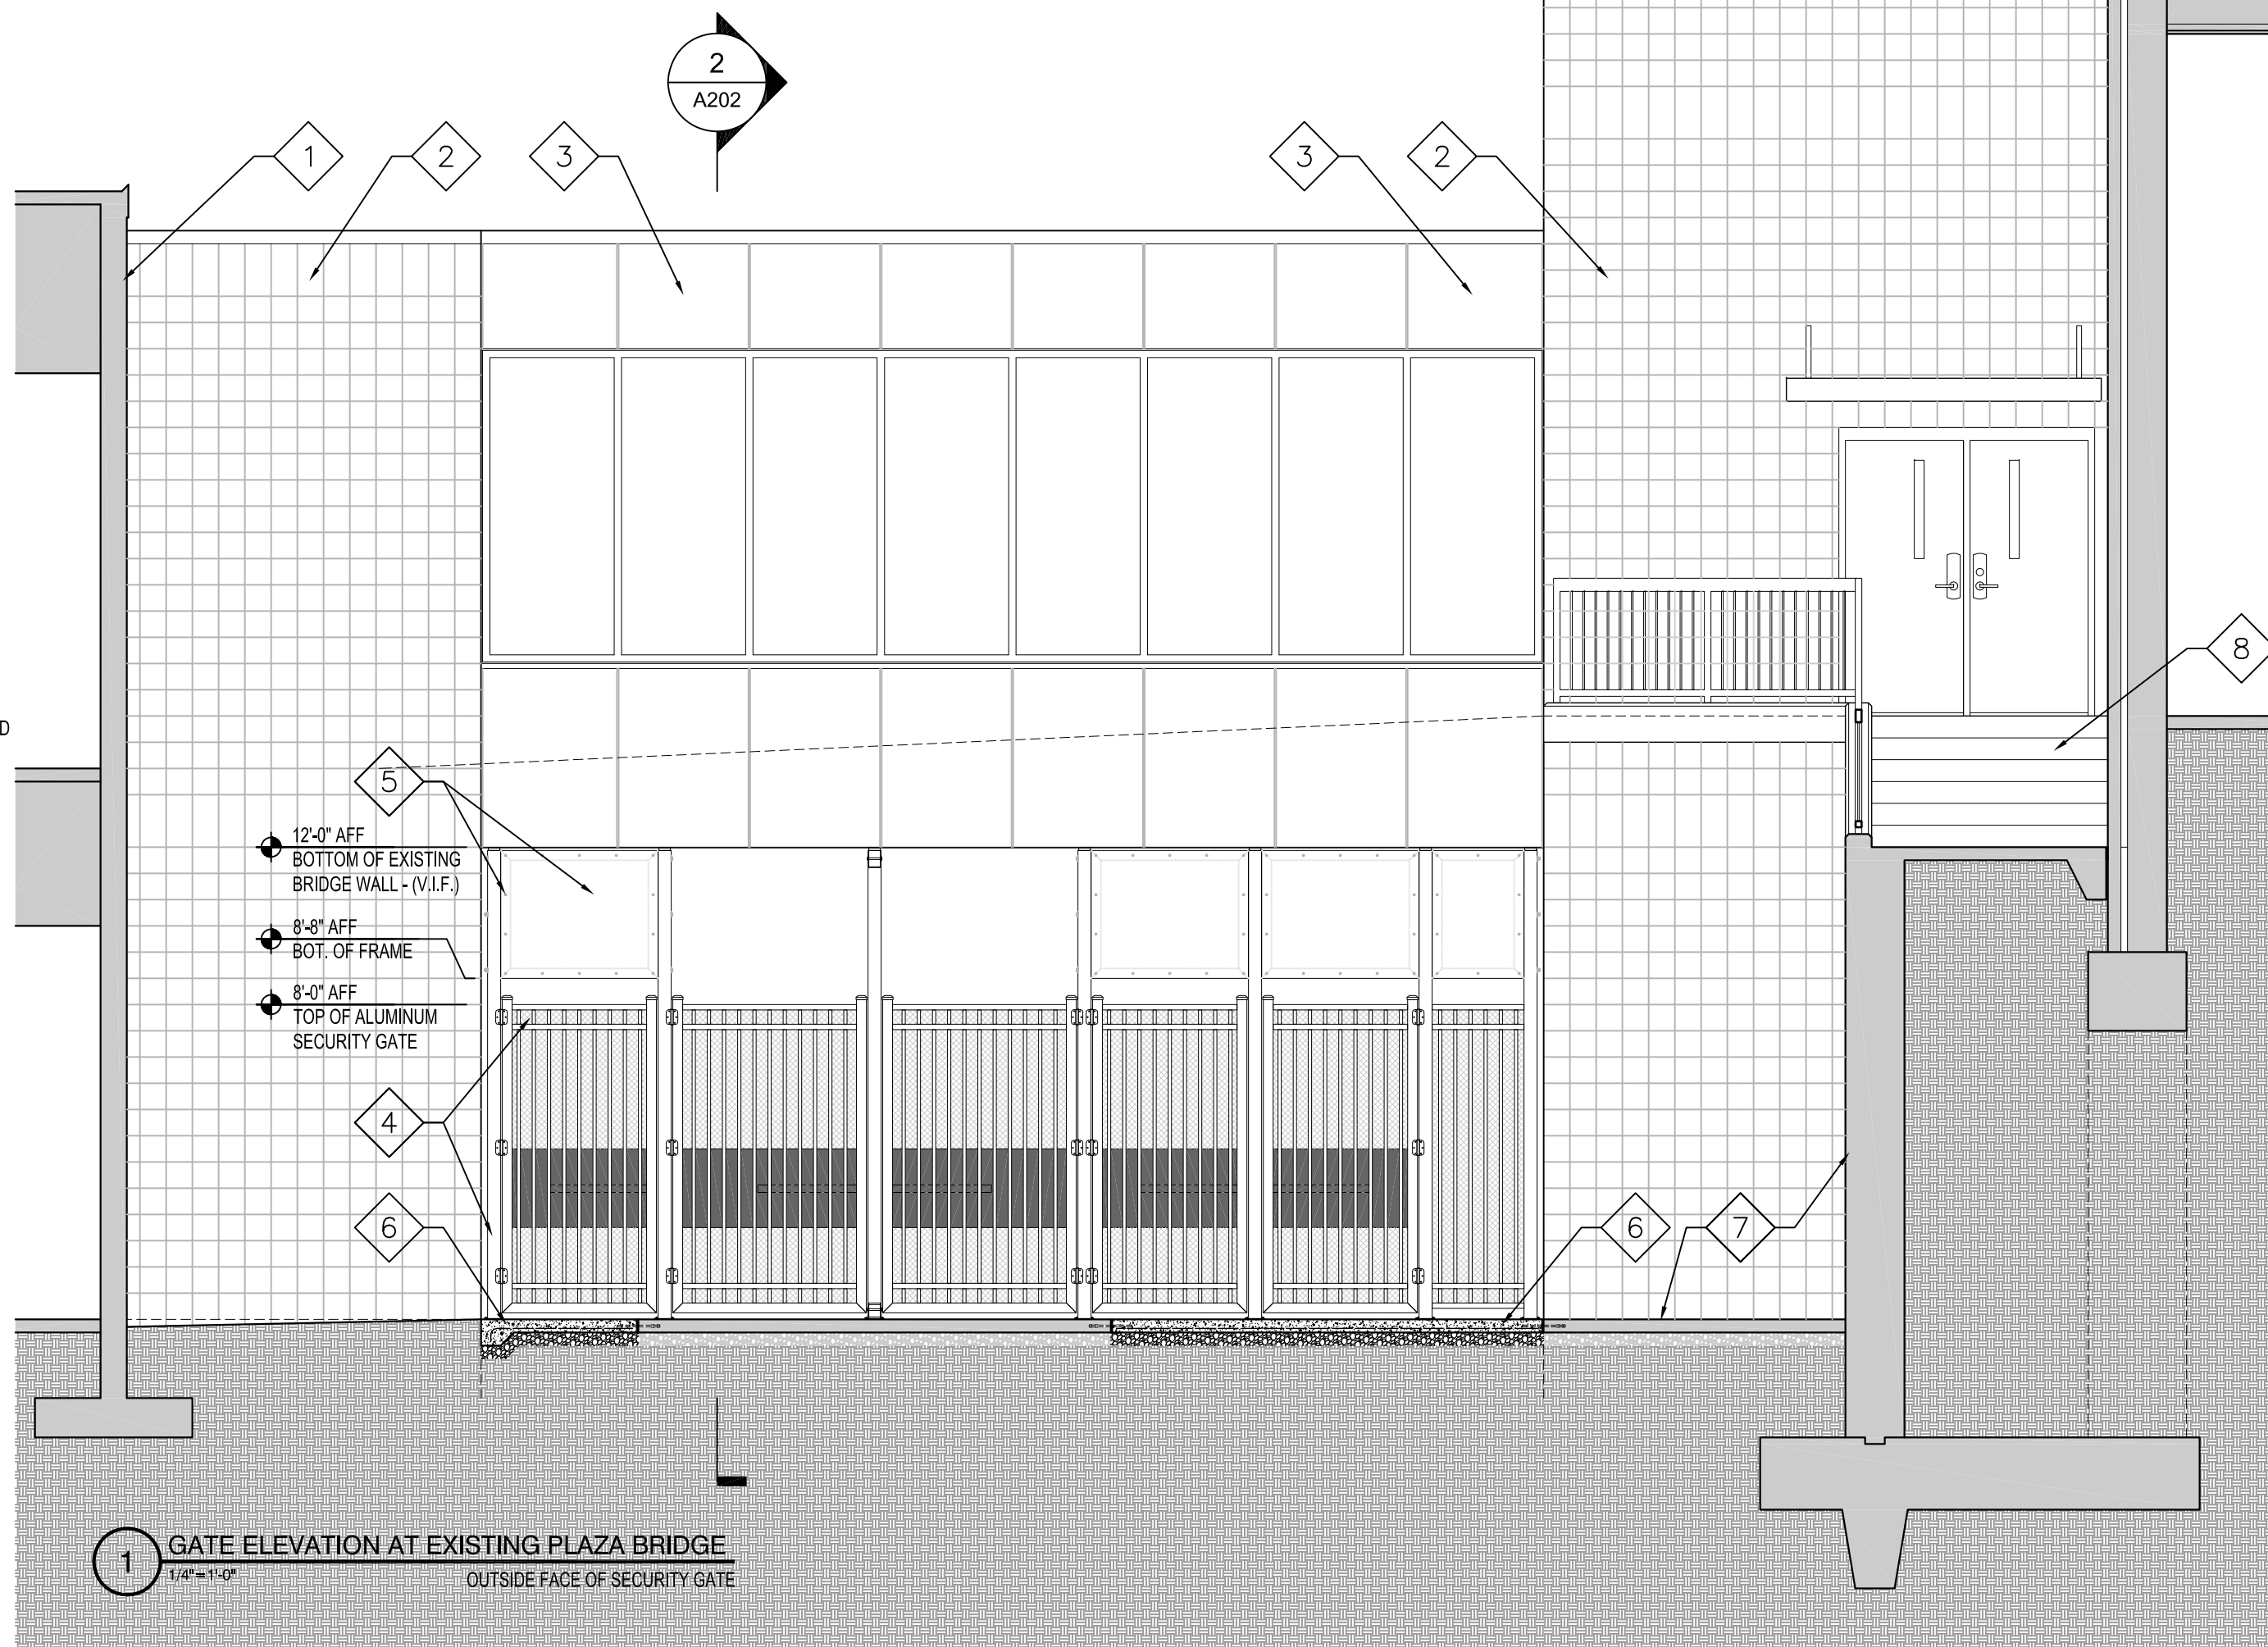 2
A202
1
2
3
3
2
8
D
5
12'-0" AFF
BOTTOM OF EXISTING
BRIDGE WALL - (V.I.F.)
8'-8" AFF
BOT. OF FRAME
8'-0" AFF
TOP OF ALUMINUM
SECURITY GATE
4
6
6
7
1
GATE ELEVATION AT EXISTING PLAZA BRIDGE
1/4"=1'-0"
OUTSIDE FACE OF SECURITY GATE